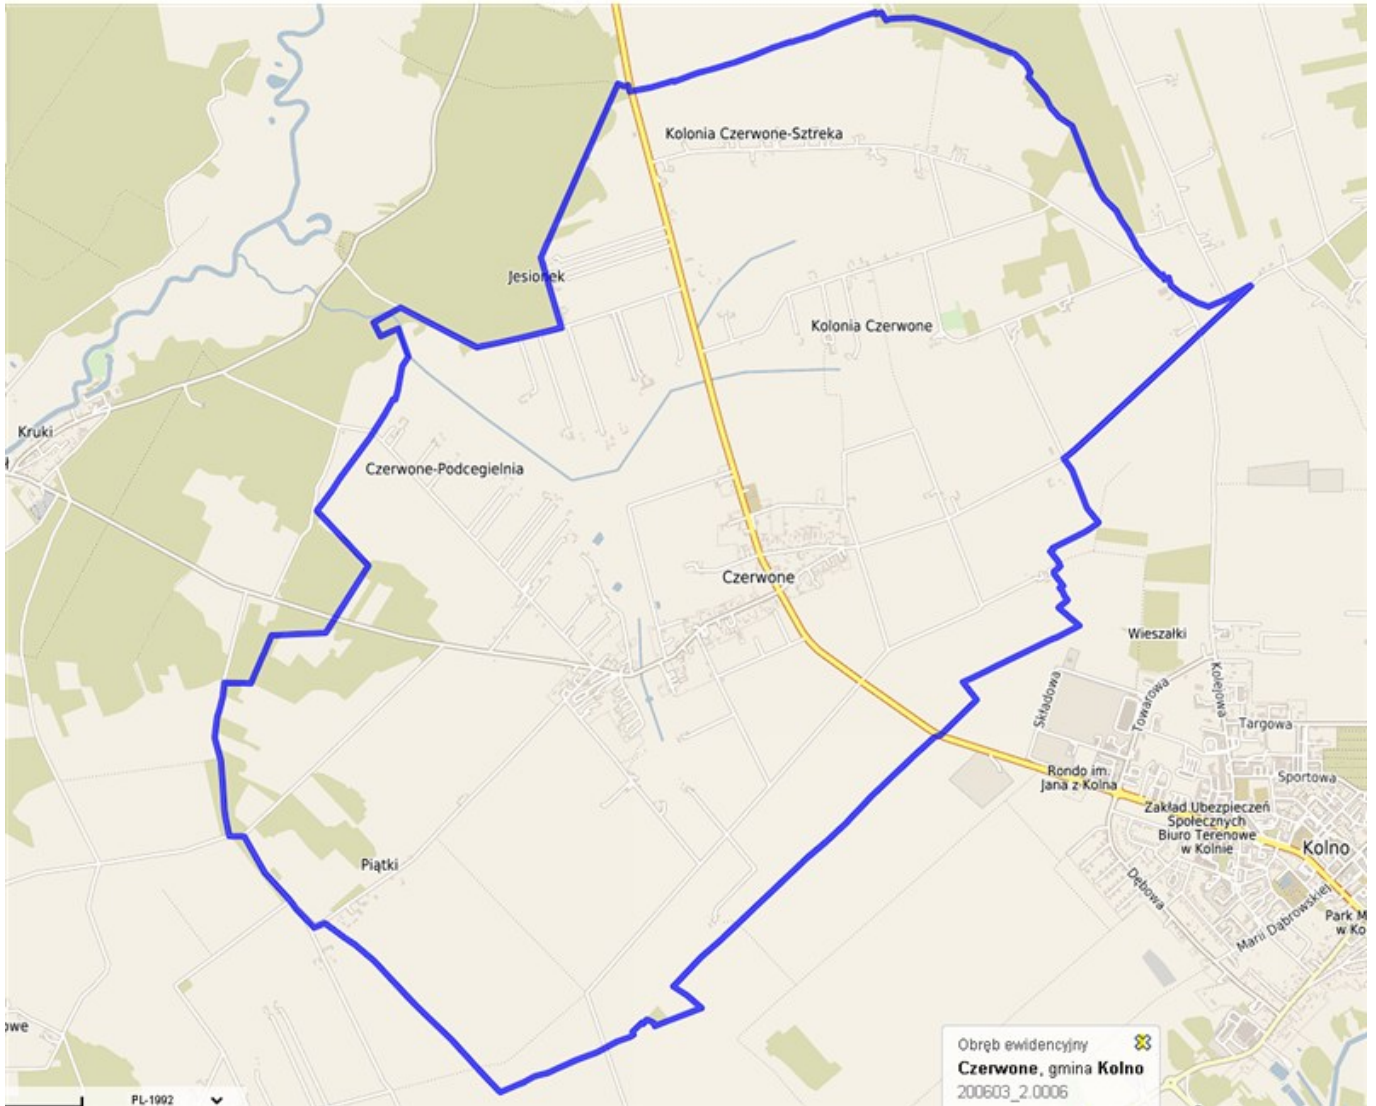 Kolonia Czerwone-Sztreka
Jesionek
Kolonia Czerwone
Kruki
Czerwone-Podcegielnia
Czerwone
Wieszałki
Składowa
Towarowa
Kolejowa
Targowa
Rondo im.
Jana z Kolna
Sportowa
Zakład Ubezpieczeń
Społecznych
Biuro Terenowe
w Kolnie
Kolno
Piątki
Dębowa
Marii Dąbrowskiej
Park M
w Ko
owe
Obręb ewidencyjny
Czerwone, gmina Kolno
200603_2.0006
PL-1992